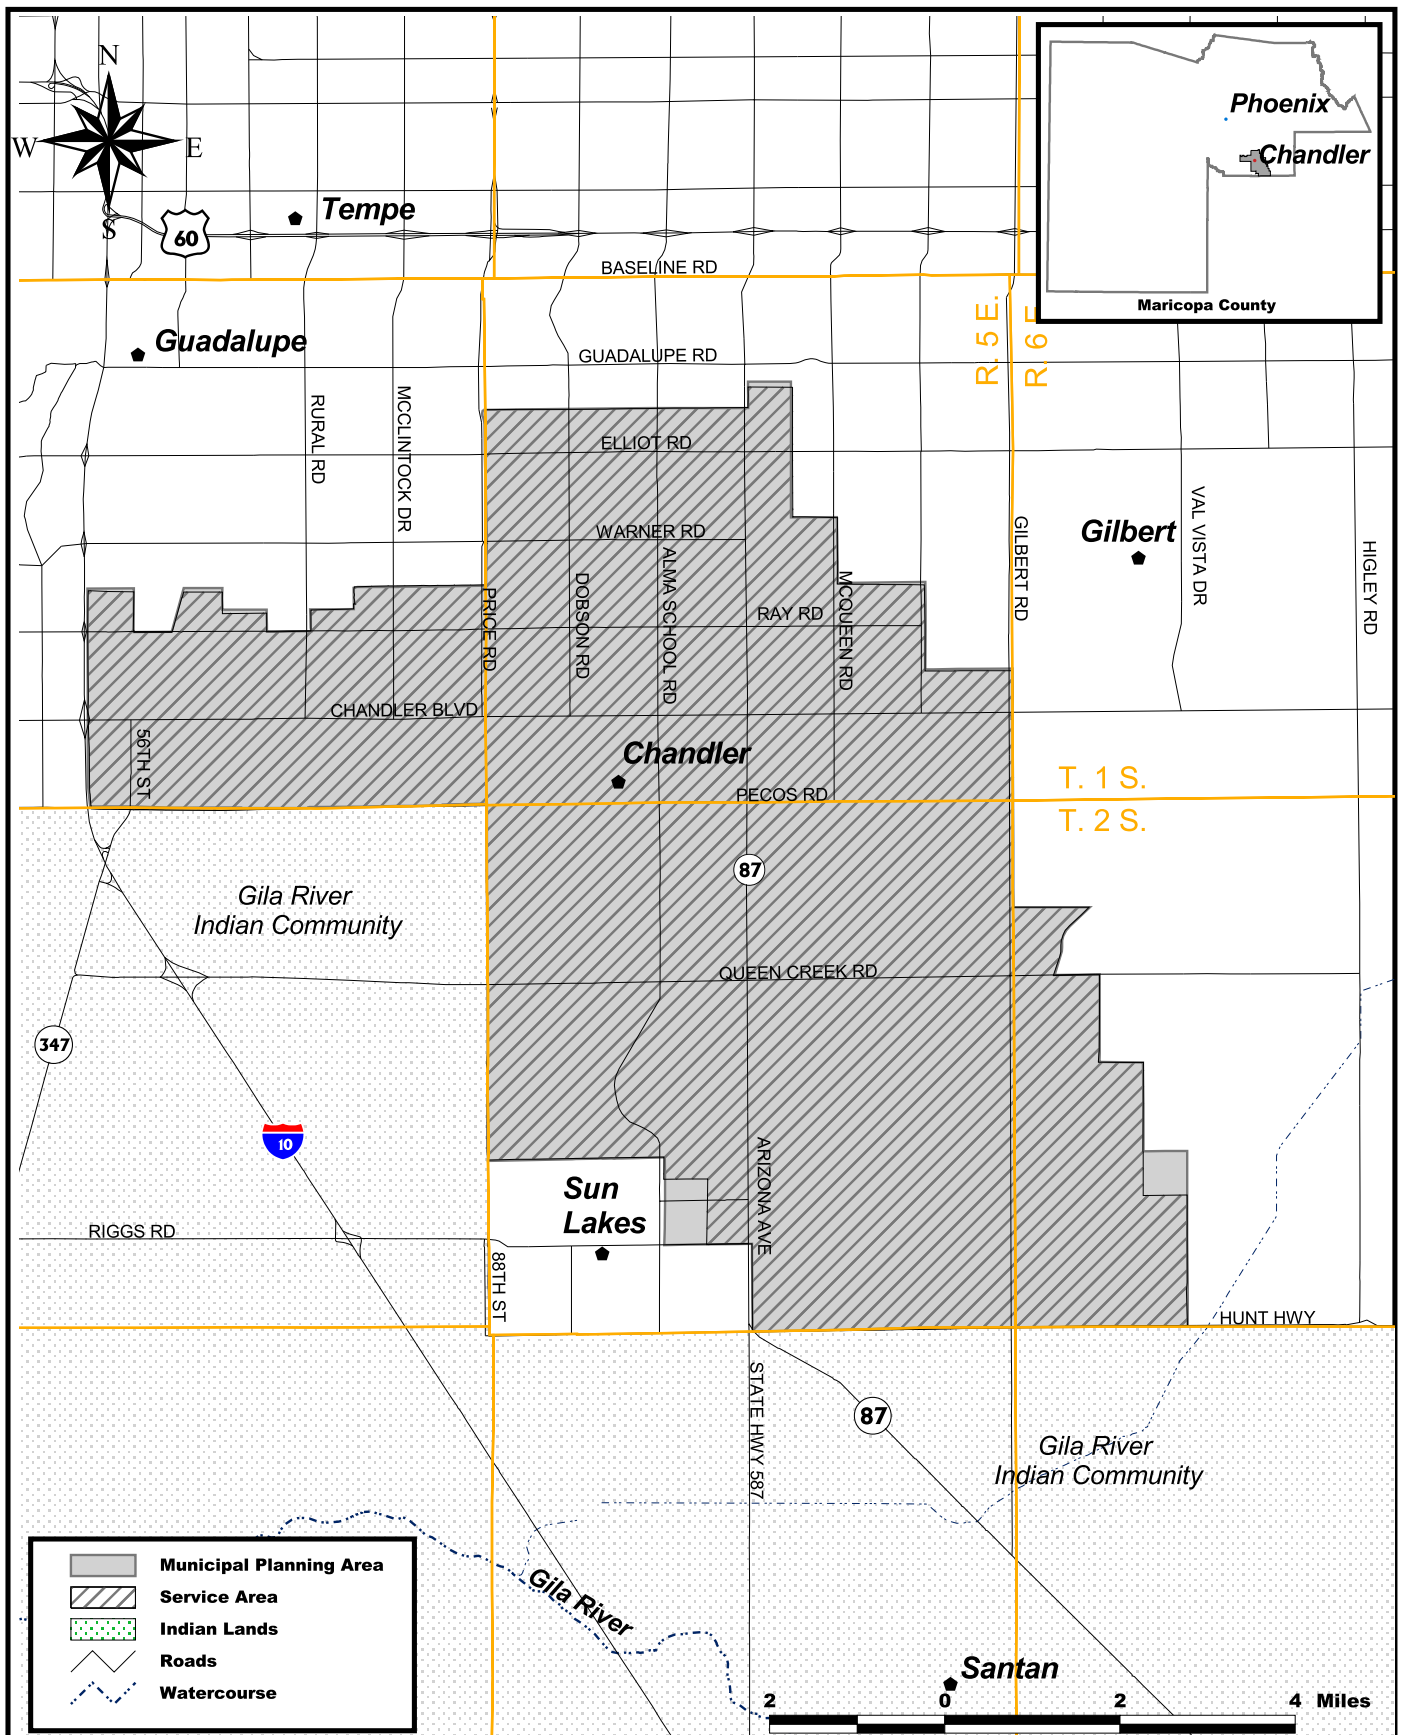 N
W
E
S
60
Tempe
Phoenix
Chandler
Maricopa County
BASELINE RD
Guadalupe
GUADALUPE RD
R. 5 E.
R. 6 E
RURAL RD
MCCLINTOCK DR
ELLIOT RD
WARNER RD
Gilbert
VAL VISTA DR
HIGLEY RD
GILBERT RD
PRICE RD
DOBSON RD
ALMA SCHOOL RD
MCQUEEN RD
RAY RD
CHANDLER BLVD
56TH ST
Chandler
PECOS RD
T. 1 S.
T. 2 S.
87
Gila River
Indian Community
QUEEN CREEK RD
347
10
ARIZONA AVE
Sun
Lakes
RIGGS RD
88TH ST
HUNT HWY
STATE HWY 587
87
Gila River
Indian Community
Gila River
Santan
Municipal Planning Area
Service Area
Indian Lands
Roads
Watercourse
2 0 2 4 Miles